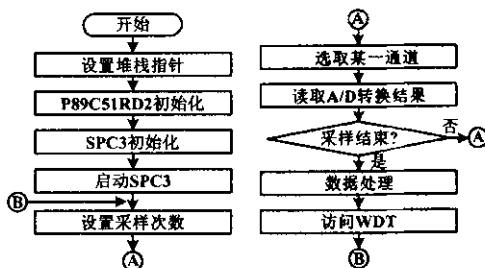 开始
设置堆栈指针
P89C51RD2初始化
SPC3初始化
启动SPC3
B
设置采样次数
A
A
选取某一通道
读取A/D转换结果
采样结束?
否
A
是
数据处理
访问WDT
B